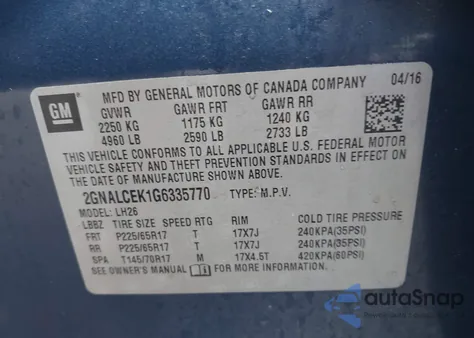 GM
MFD BY GENERAL MOTORS OF CANADA COMPANY 04/16
GVWR GAWR FRT GAWR RR
2250 KG 1175 KG 1240 KG
4960 LB 2590 LB 2733 LB
THIS VEHICLE CONFORMS TO ALL APPLICABLE U.S. FEDERAL MOTOR
VEHICLE SAFETY AND THEFT PREVENTION STANDARDS IN EFFECT ON
THE DATE OF MANUFACTURE SHOWN ABOVE.
2GNALCEK1G6335770 TYPE: M.P.V.
MODEL: LH26
LBBZ TIRE SIZE SPEED RTG RIM COLD TIRE PRESSURE
FRT P225/65R17 T 17X7J 240KPA(35PSI)
RR P225/65R17 T 17X7J 240KPA(35PSI)
SPA T145/70R17 M 17X4.5T 420KPA(60PSI)
SEE OWNER'S MANUAL FOR ADDITIONAL INFORMATION.
autoSnap